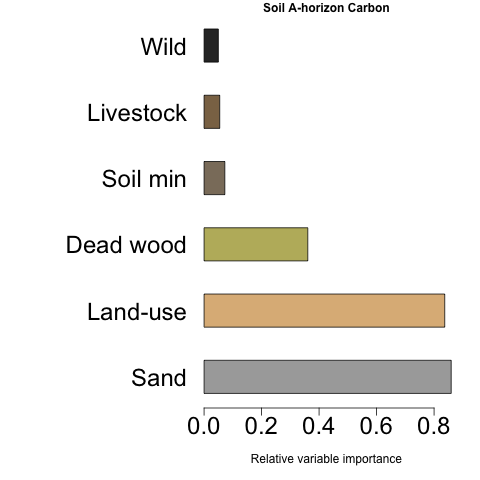 Soil A-horizon Carbon
Wild
Livestock
Soil min
Dead wood
Land-use
Sand
0.0 0.2 0.4 0.6 0.8
Relative variable importance